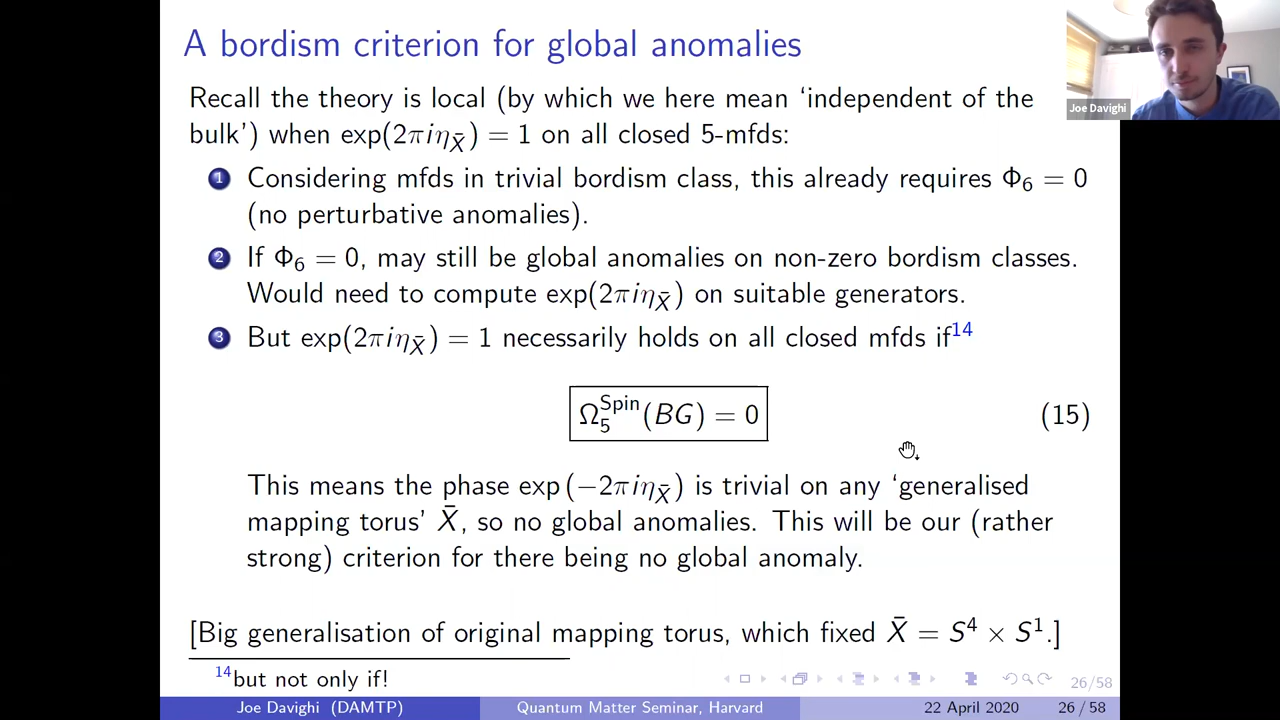 A bordism criterion for global anomalies
Joe Davighi
Recall the theory is local (by which we here mean ‘independent of the
bulk’) when exp(2πiη_X̄) = 1 on all closed 5-mfds:
1 Considering mfds in trivial bordism class, this already requires Φ₆ = 0
(no perturbative anomalies).
2 If Φ₆ = 0, may still be global anomalies on non-zero bordism classes.
Would need to compute exp(2πiη_X̄) on suitable generators.
3 But exp(2πiη_X̄) = 1 necessarily holds on all closed mfds if¹⁴
Ω₅^Spin(BG) = 0 (15)
This means the phase exp(−2πiη_X̄) is trivial on any ‘generalised
mapping torus’ X̄, so no global anomalies. This will be our (rather
strong) criterion for there being no global anomaly.
[Big generalisation of original mapping torus, which fixed X̄ = S⁴ × S¹.]
¹⁴but not only if!
26/58
Joe Davighi (DAMTP) Quantum Matter Seminar, Harvard 22 April 2020 26 / 58